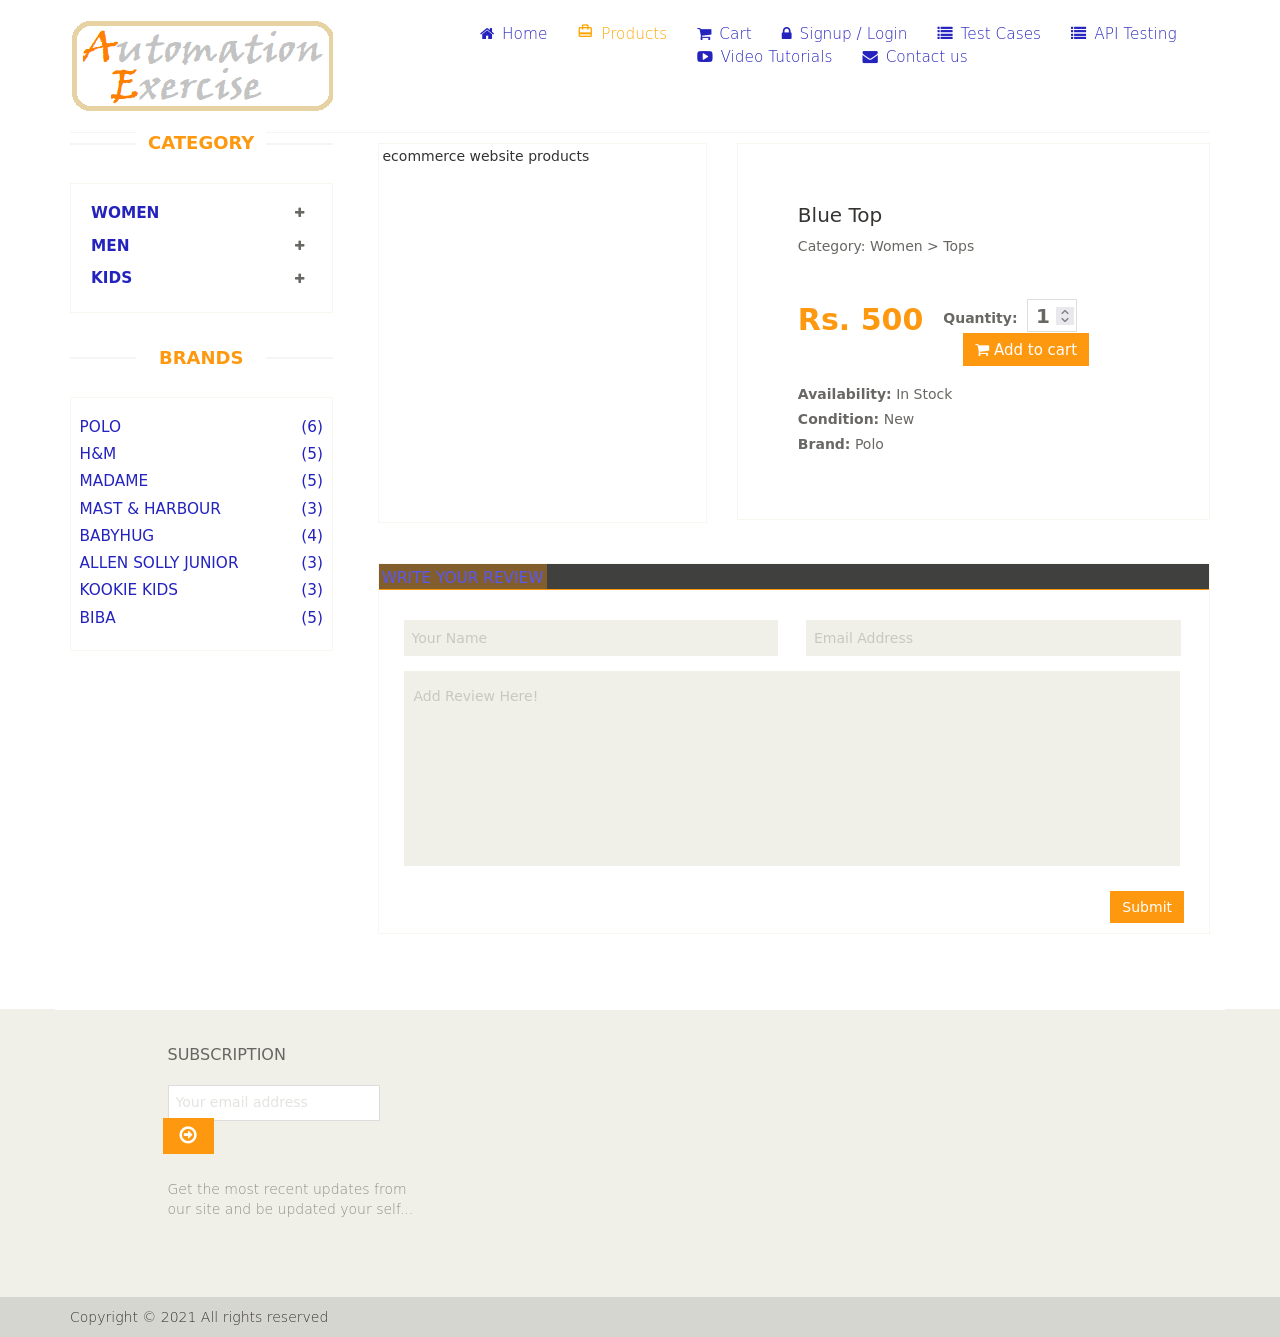 Automation
Exercise
Home
Products
Cart
Signup / Login
Test Cases
API Testing
Video Tutorials
Contact us
CATEGORY
WOMEN
MEN
KIDS
BRANDS
POLO (6)
H&M (5)
MADAME (5)
MAST & HARBOUR (3)
BABYHUG (4)
ALLEN SOLLY JUNIOR (3)
KOOKIE KIDS (3)
BIBA (5)
ecommerce website products
Blue Top
Category: Women > Tops
Rs. 500 Quantity: 1
Add to cart
Availability: In Stock
Condition: New
Brand: Polo
WRITE YOUR REVIEW
Your Name
Email Address
Add Review Here!
Submit
SUBSCRIPTION
Your email address
Get the most recent updates from
our site and be updated your self...
Copyright © 2021 All rights reserved